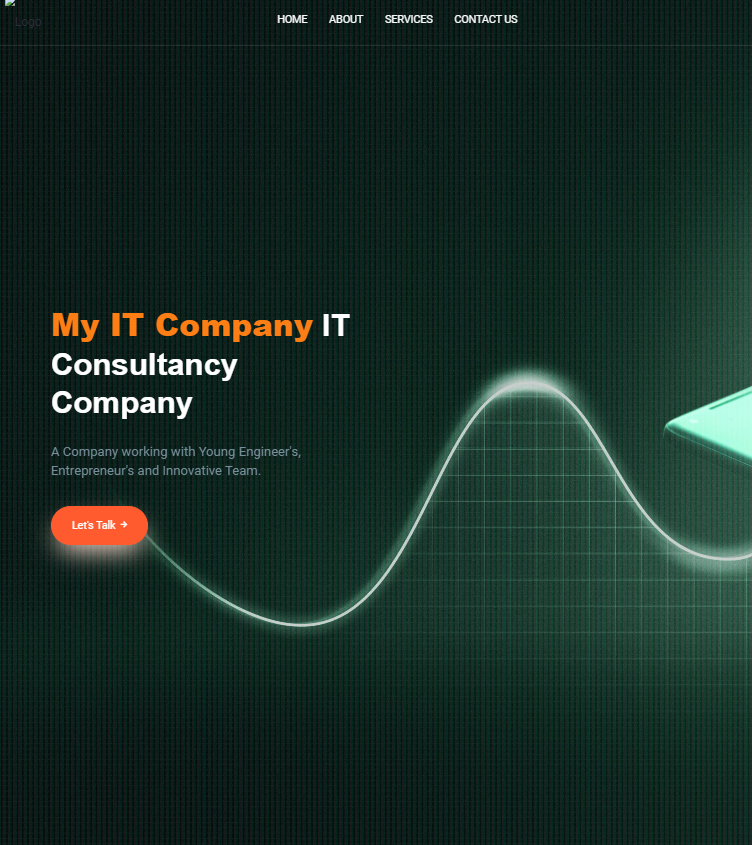 Logo
HOME ABOUT SERVICES CONTACT US
My IT Company IT
Consultancy
Company
A Company working with Young Engineer's,
Entrepreneur's and Innovative Team.
Let's Talk →